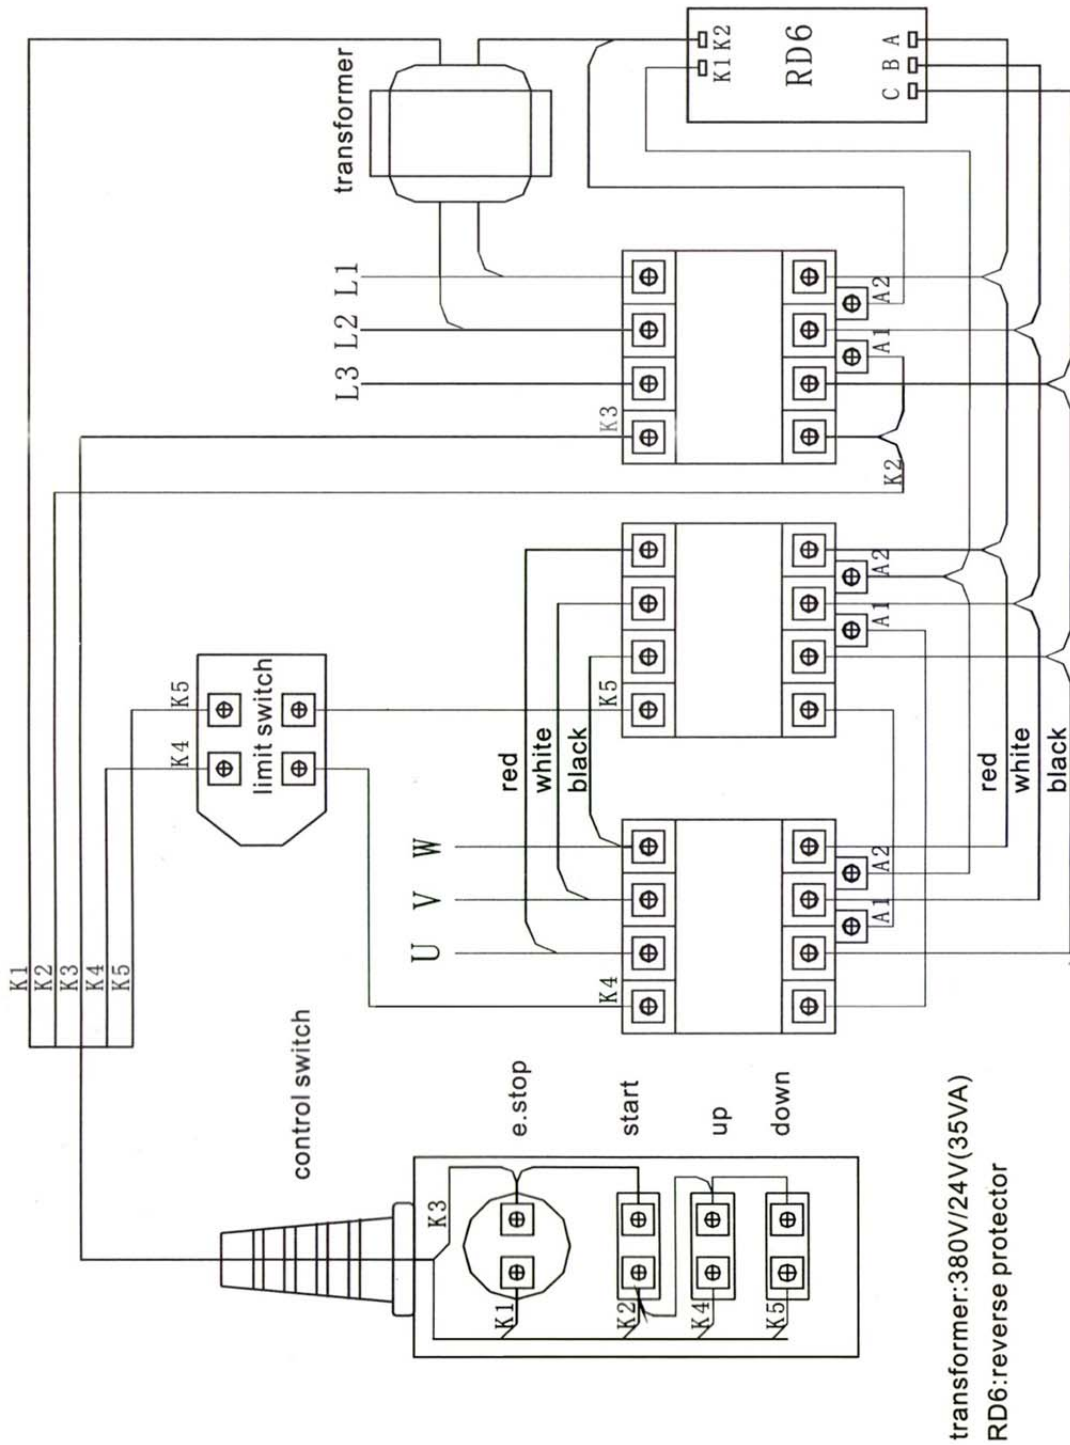 K1
K2
K3
K4
K5
control switch
K3
K1
K2
K4
K5
e.stop
start
up
down
K4
K5
limit switch
U
V
W
red
white
black
K4
A1
A2
K5
A1
A2
red
white
black
L3
L2
L1
transformer
K3
K2
A1
A2
K1
K2
RD6
C
B
A
transformer:380V/24V(35VA)
RD6:reverse protector